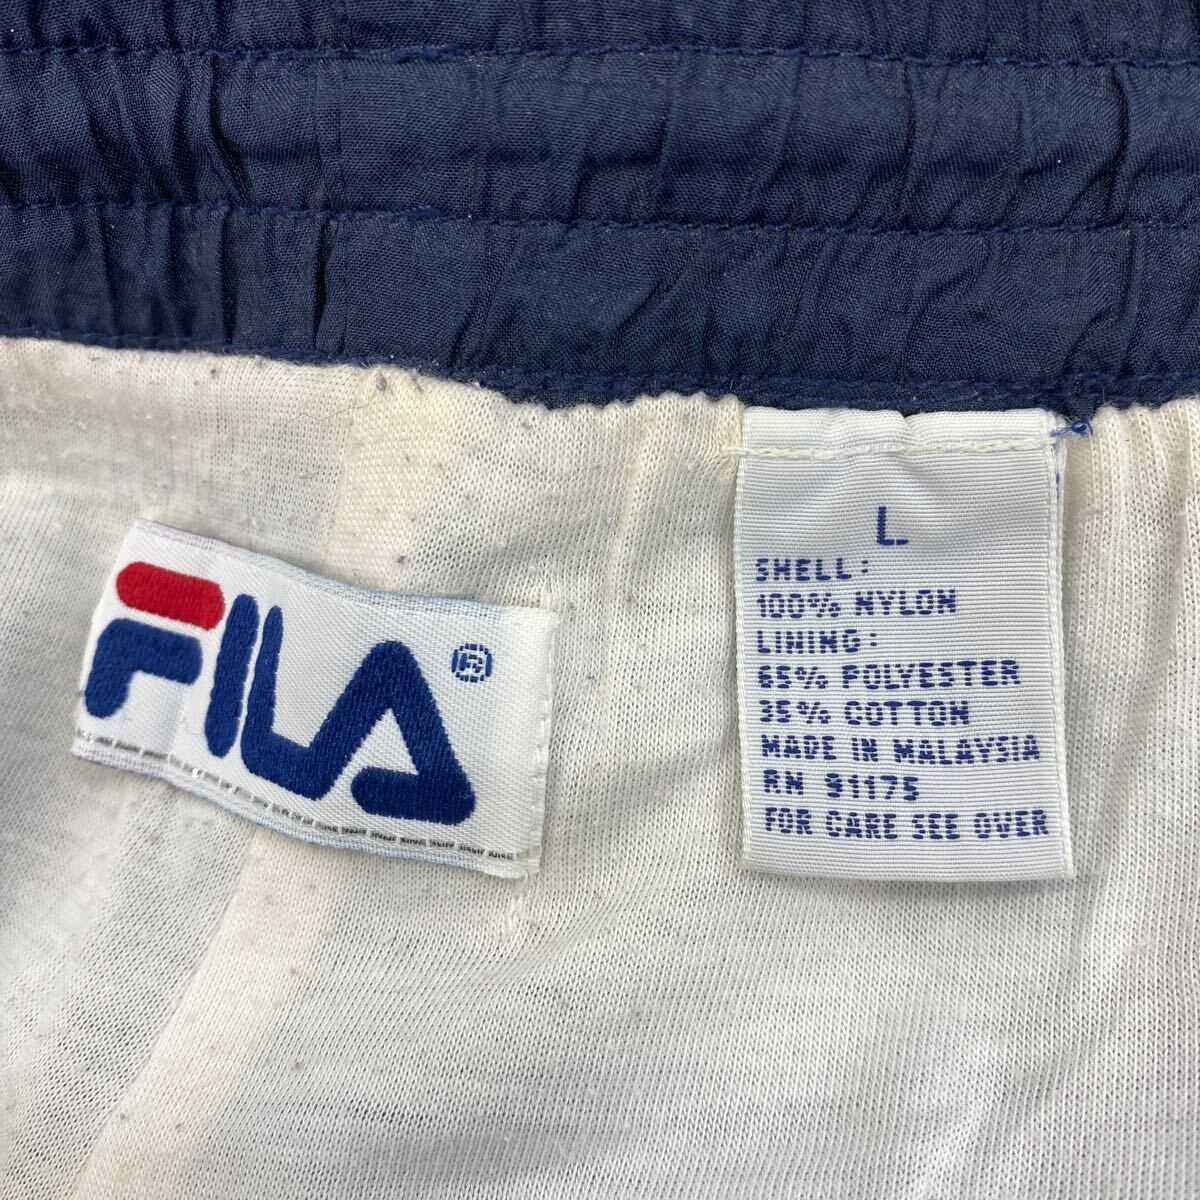 FILA®
L
SHELL:
100% NYLON
LINING:
65% POLYESTER
35% COTTON
MADE IN MALAYSIA
RN 91175
FOR CARE SEE OVER